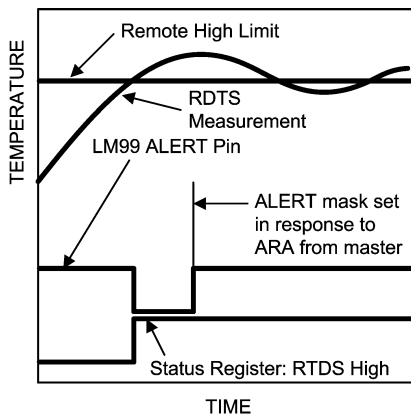 Remote High Limit
RDTS
Measurement
LM99 ALERT Pin
ALERT mask set
in response to
ARA from master
Status Register: RTDS High
TEMPERATURE
TIME